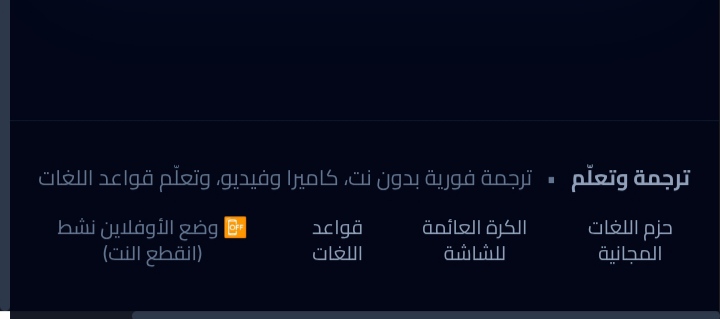 ترجمة وتعلّم • ترجمة فورية بدون نت، كاميرا وفيديو، وتعلّم قواعد اللغات
حزم اللغات المجانية
الكرة العائمة للشاشة
قواعد اللغات
📴 وضع الأوفلاين نشط (انقطع النت)